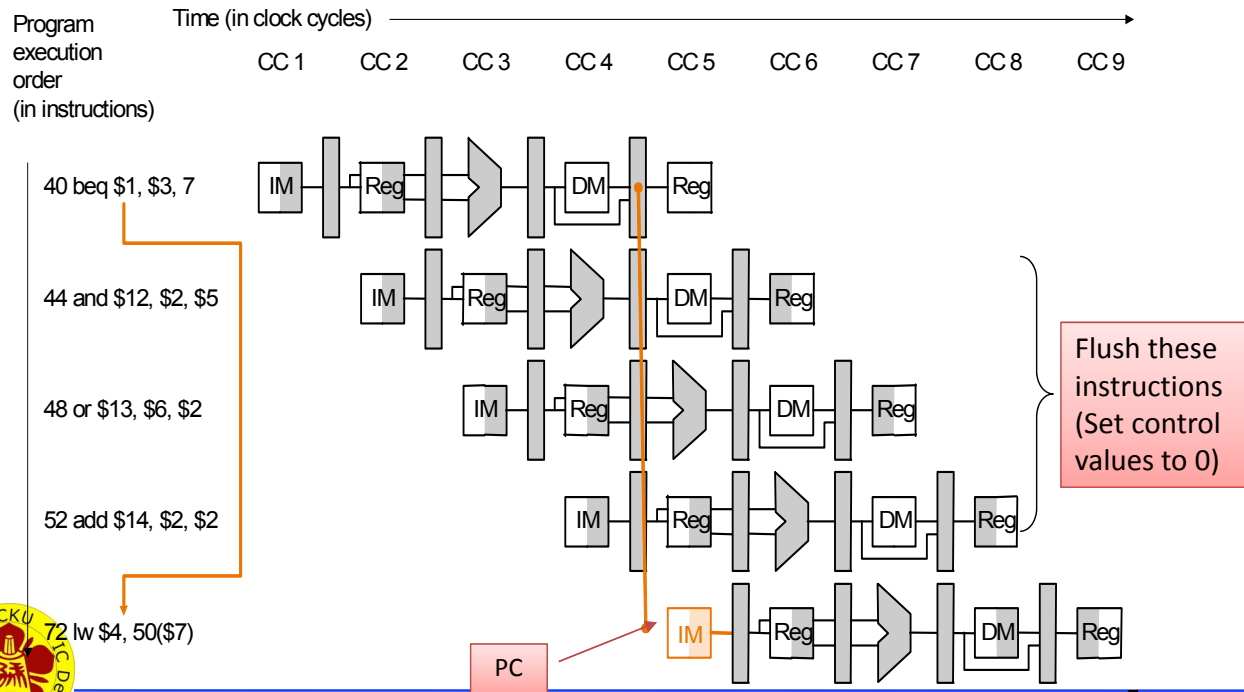 Program
execution
order
(in instructions)
Time (in clock cycles)
CC 1 CC 2 CC 3 CC 4 CC 5 CC 6 CC 7 CC 8 CC 9
40 beq $1, $3, 7
IM Reg DM Reg
44 and $12, $2, $5
IM Reg DM Reg
48 or $13, $6, $2
IM Reg DM Reg
52 add $14, $2, $2
IM Reg DM Reg
72 lw $4, 50($7)
IM Reg DM Reg
PC
Flush these
instructions
(Set control
values to 0)
CKU
IC De